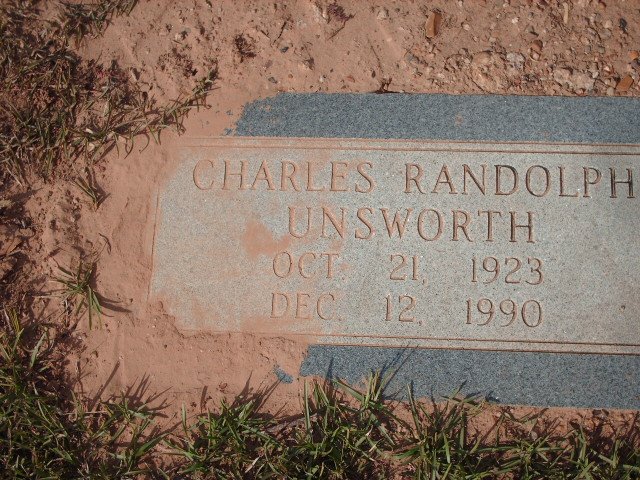 CHARLES RANDOLPH
UNSWORTH
OCT. 21, 1923
DEC. 12, 1990